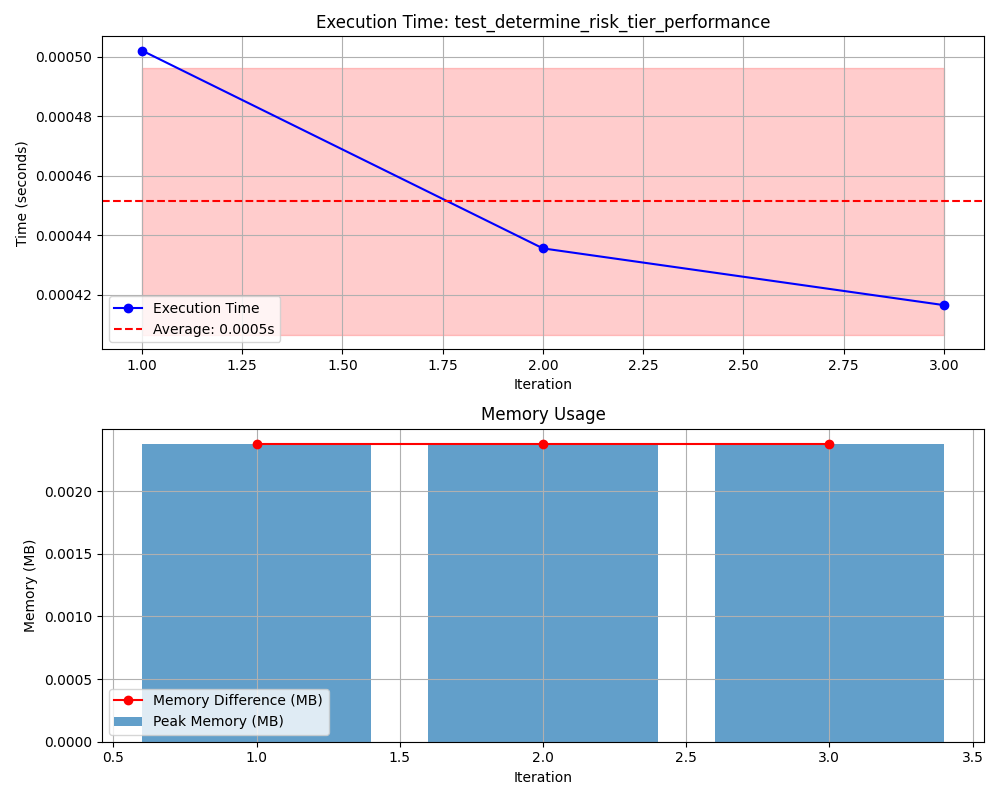 Execution Time: test_determine_risk_tier_performance
Time (seconds)
0.00050
0.00048
0.00046
0.00044
0.00042
Execution Time
Average: 0.0005s
1.00 1.25 1.50 1.75 2.00 2.25 2.50 2.75 3.00
Iteration
Memory Usage
Memory (MB)
0.0020
0.0015
0.0010
0.0005
0.0000
Memory Difference (MB)
Peak Memory (MB)
0.5 1.0 1.5 2.0 2.5 3.0 3.5
Iteration